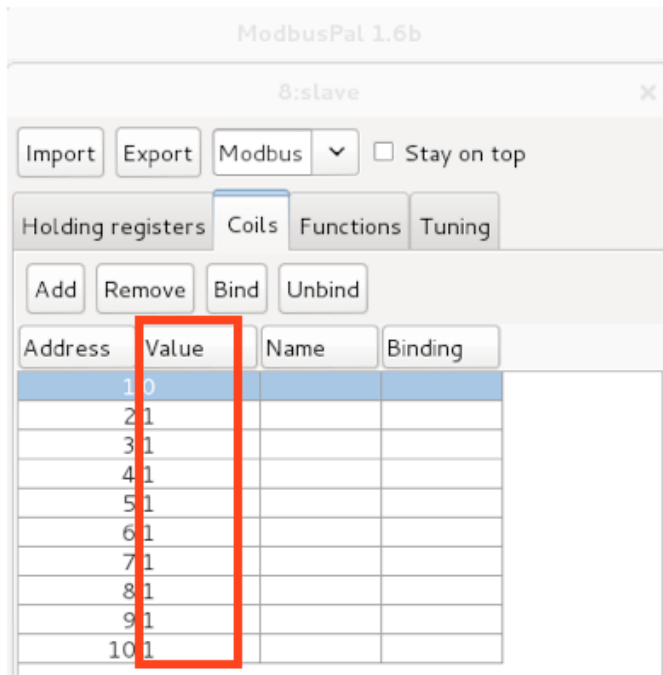 ModbusPal 1.6b
8:slave ×
Import Export Modbus Stay on top
Holding registers Coils Functions Tuning
Add Remove Bind Unbind
Address Value Name Binding
1 0
2 1
3 1
4 1
5 1
6 1
7 1
8 1
9 1
10 1